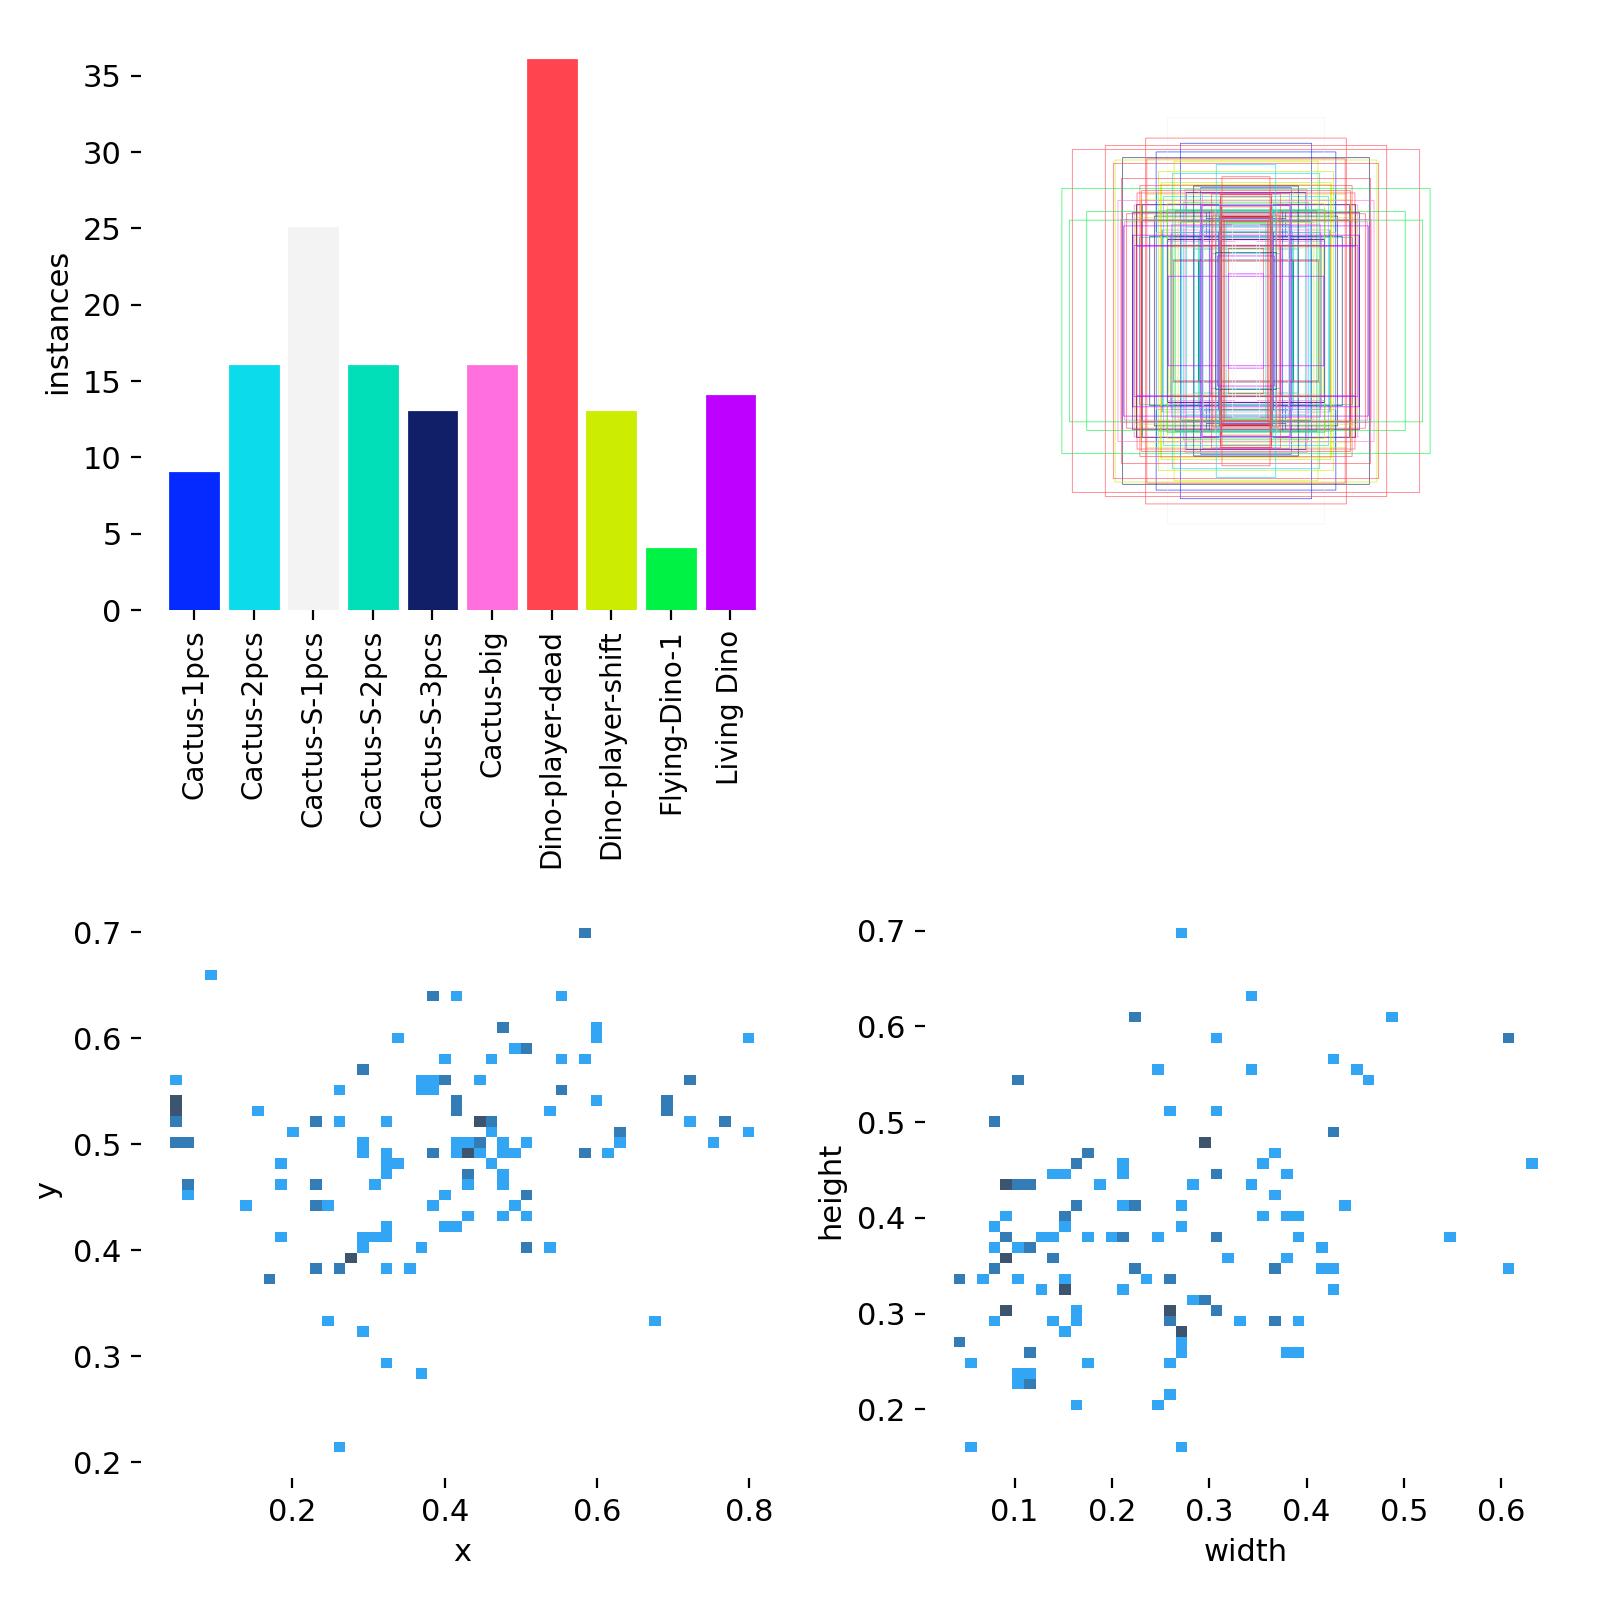 35
30
25
20
15
10
5
0
instances
Cactus-1pcs
Cactus-2pcs
Cactus-S-1pcs
Cactus-S-2pcs
Cactus-S-3pcs
Cactus-big
Dino-player-dead
Dino-player-shift
Flying-Dino-1
Living Dino
0.7
0.6
0.5
0.4
0.3
0.2
y
0.2 0.4 0.6 0.8
x
0.7
0.6
0.5
0.4
0.3
0.2
height
0.1 0.2 0.3 0.4 0.5 0.6
width